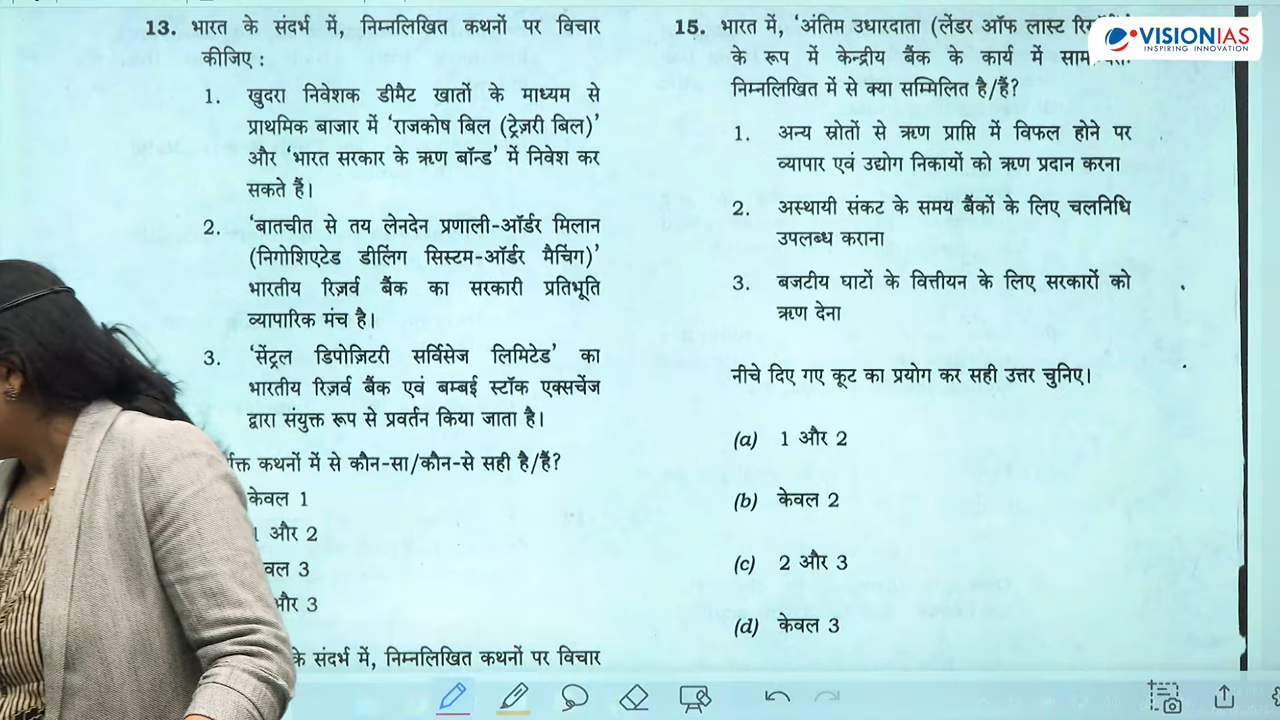 13. भारत के संदर्भ में, निम्नलिखित कथनों पर विचार
कीजिए :
1. खुदरा निवेशक डीमैट खातों के माध्यम से
प्राथमिक बाजार में 'राजकोष बिल (ट्रेज़री बिल)'
और 'भारत सरकार के ऋण बॉन्ड' में निवेश कर
सकते हैं।
2. 'बातचीत से तय लेनदेन प्रणाली-ऑर्डर मिलान
(निगोशिएटेड डीलिंग सिस्टम-ऑर्डर मैचिंग)'
भारतीय रिज़र्व बैंक का सरकारी प्रतिभूति
व्यापारिक मंच है।
3. 'सेंट्रल डिपोज़िटरी सर्विसेज लिमिटेड' का
भारतीय रिज़र्व बैंक एवं बम्बई स्टॉक एक्सचेंज
द्वारा संयुक्त रूप से प्रवर्तन किया जाता है।
कथनों में से कौन-सा/कौन-से सही है/हैं?
केवल 1
1 और 2
3
और 3
के संदर्भ में, निम्नलिखित कथनों पर विचार
15. भारत में, 'अंतिम उधारदाता (लेंडर ऑफ लास्ट
के रूप में केन्द्रीय बैंक के कार्य में
निम्नलिखित में से क्या सम्मिलित है/हैं?
1. अन्य स्रोतों से ऋण प्राप्ति में विफल होने पर
व्यापार एवं उद्योग निकायों को ऋण प्रदान करना
2. अस्थायी संकट के समय बैंकों के लिए चलनिधि
उपलब्ध कराना
3. बजटीय घाटों के वित्तीयन के लिए सरकारों को
ऋण देना
नीचे दिए गए कूट का प्रयोग कर सही उत्तर चुनिए।
(a) 1 और 2
(b) केवल 2
(c) 2 और 3
(d) केवल 3
VISIONIAS
INSPIRING INNOVATION